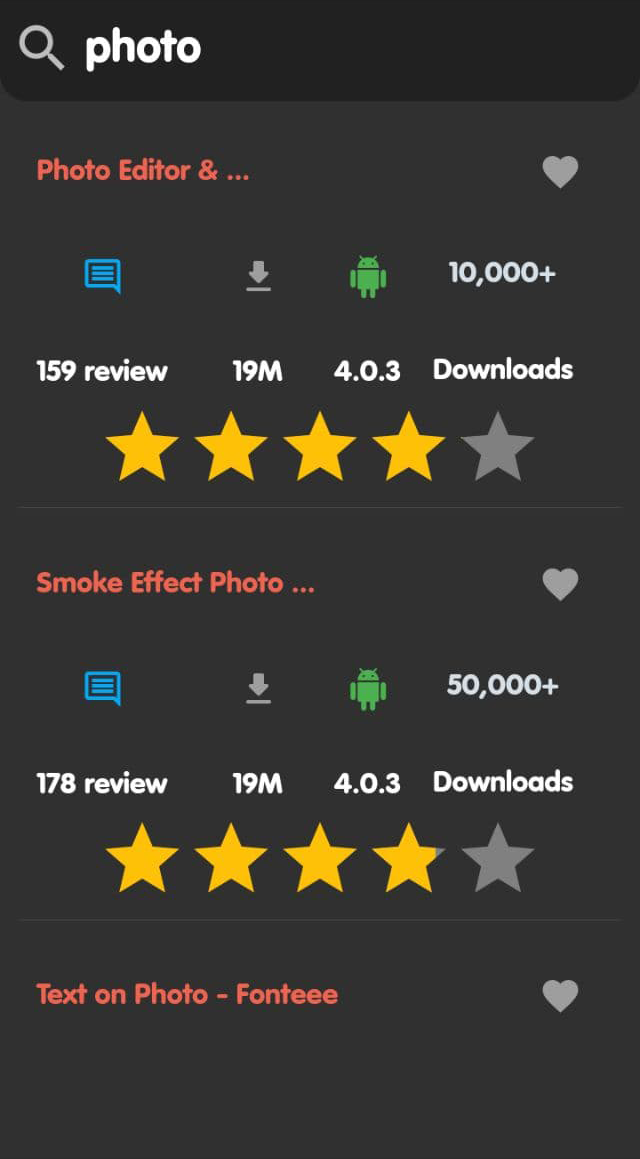 photo
Photo Editor & ...
10,000+
159 review 19M 4.0.3 Downloads
Smoke Effect Photo ...
50,000+
178 review 19M 4.0.3 Downloads
Text on Photo - Fonteee